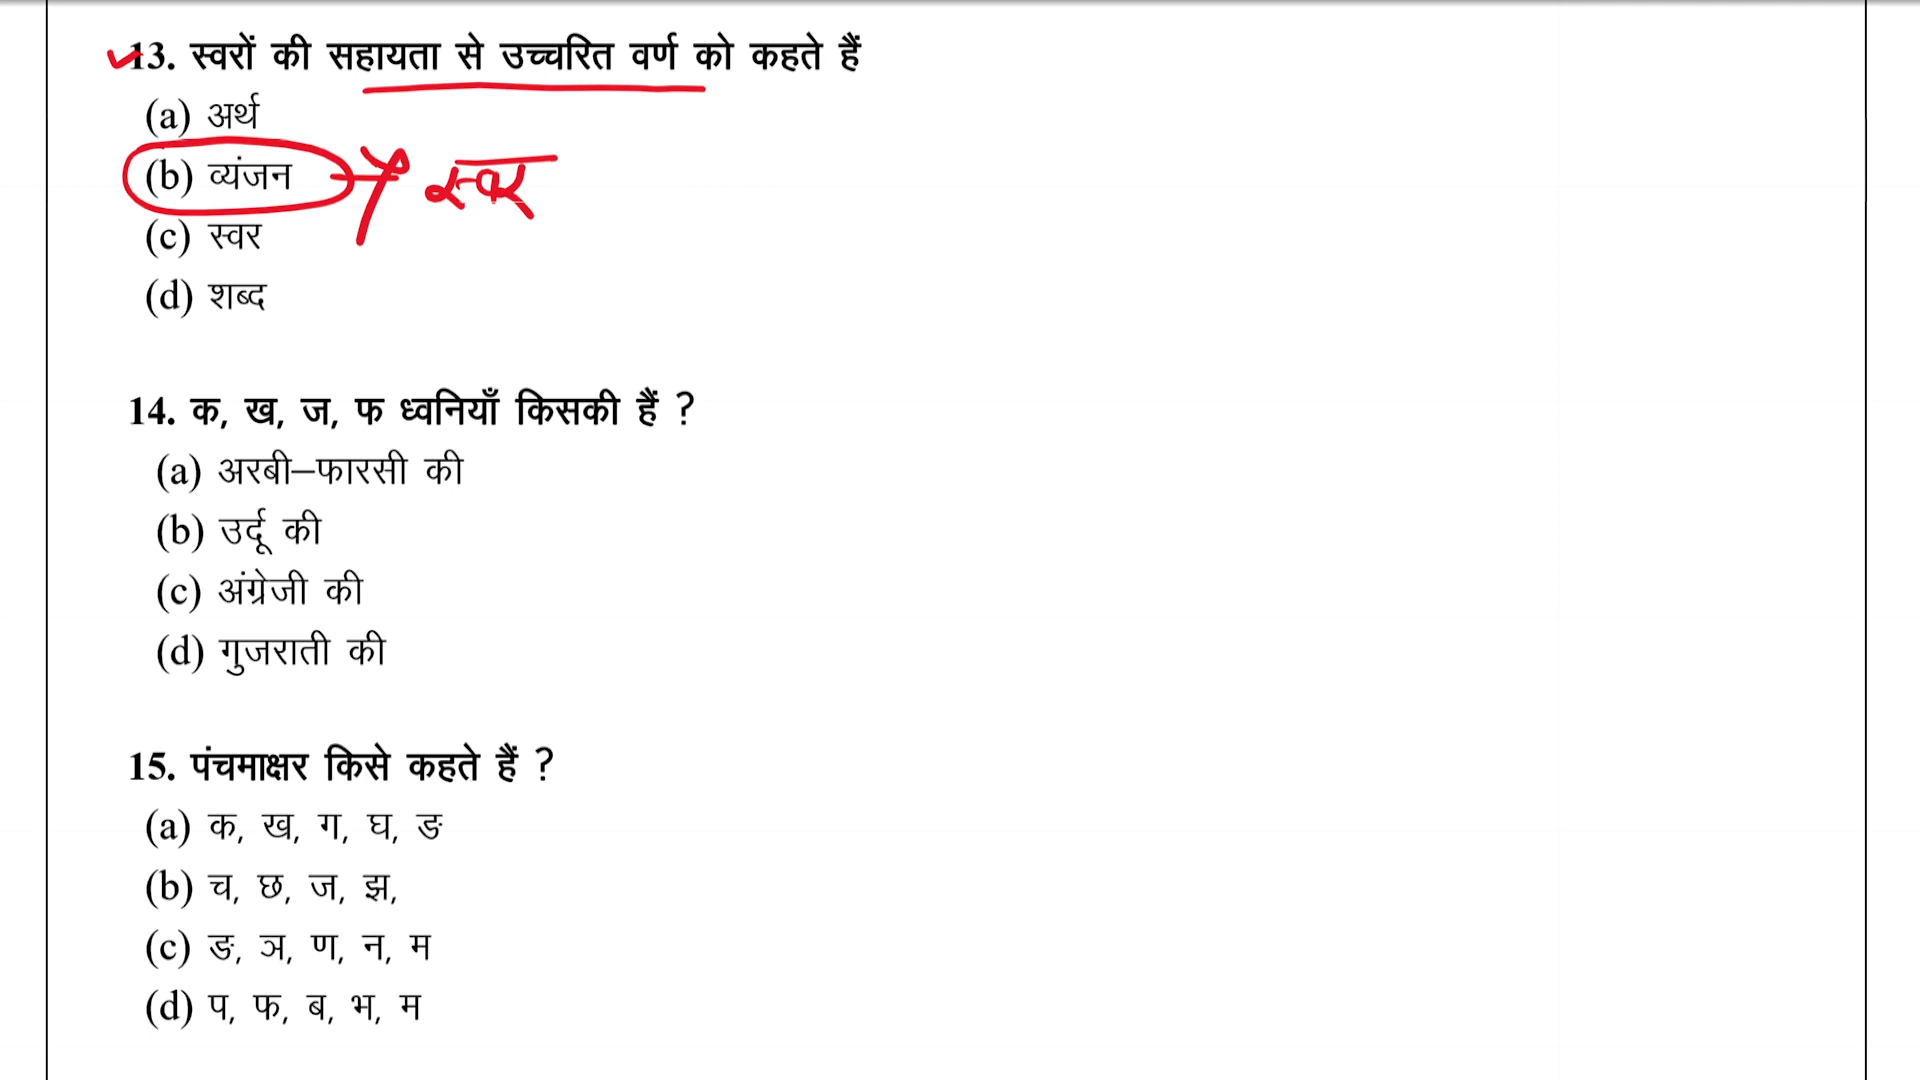 13. स्वरों की सहायता से उच्चरित वर्ण को कहते हैं
(a) अर्थ
(b) व्यंजन
स्वर
(c) स्वर
(d) शब्द
14. क, ख, ज, फ ध्वनियाँ किसकी हैं ?
(a) अरबी–फारसी की
(b) उर्दू की
(c) अंग्रेजी की
(d) गुजराती की
15. पंचमाक्षर किसे कहते हैं ?
(a) क, ख, ग, घ, ङ
(b) च, छ, ज, झ,
(c) ङ, ञ, ण, न, म
(d) प, फ, ब, भ, म